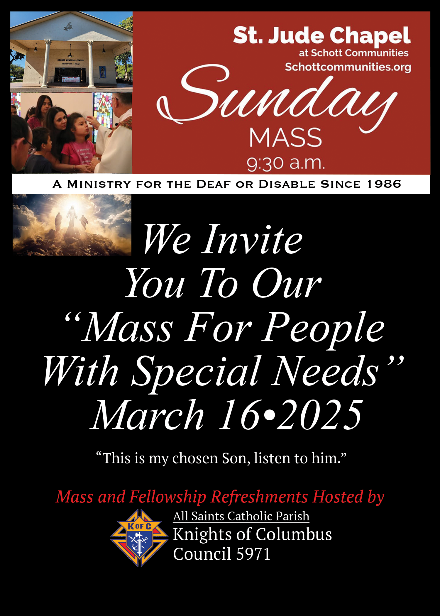 St. Jude Chapel
at Schott Communities
Schottcommunities.org
Sunday
MASS
9:30 a.m.
A Ministry for the Deaf or Disable Since 1986
We Invite
You To Our
“Mass For People
With Special Needs”
March 16•2025
“This is my chosen Son, listen to him.”
Mass and Fellowship Refreshments Hosted by
All Saints Catholic Parish
K OF C
Knights of Columbus
Council 5971